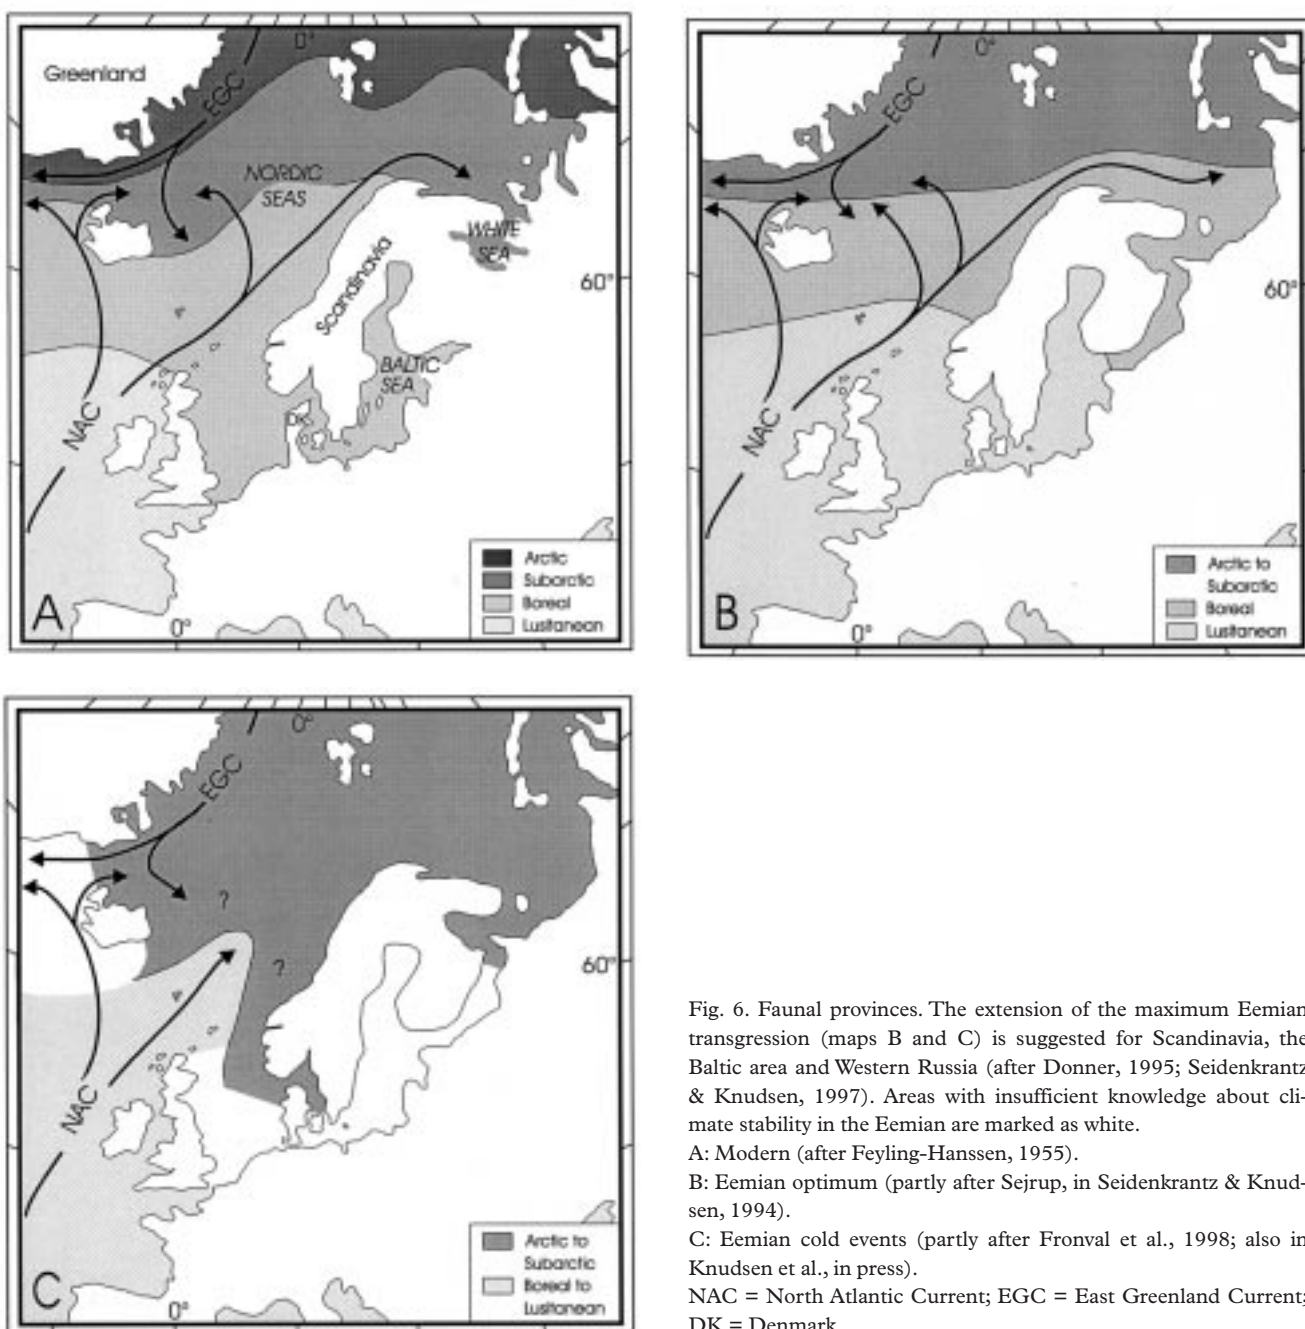 Greenland
0°
EGC
NORDIC
SEAS
WHITE
SEA
60°
Scandinavia
BALTIC
SEA
DK
NAC
Arctic
Subarctic
Boreal
Lusitanean
A
0°
0°
EGC
60°
NAC
Arctic to
Subarctic
Boreal
Lusitanean
B
0°
0°
EGC
?
?
60°
NAC
Arctic to
Subarctic
Boreal to
Lusitanean
C
0°
Fig. 6. Faunal provinces. The extension of the maximum Eemian
transgression (maps B and C) is suggested for Scandinavia, the
Baltic area and Western Russia (after Donner, 1995; Seidenkrantz
& Knudsen, 1997). Areas with insufficient knowledge about cli-
mate stability in the Eemian are marked as white.
A: Modern (after Feyling-Hanssen, 1955).
B: Eemian optimum (partly after Sejrup, in Seidenkrantz & Knud-
sen, 1994).
C: Eemian cold events (partly after Fronval et al., 1998; also in
Knudsen et al., in press).
NAC = North Atlantic Current; EGC = East Greenland Current;
DK = Denmark